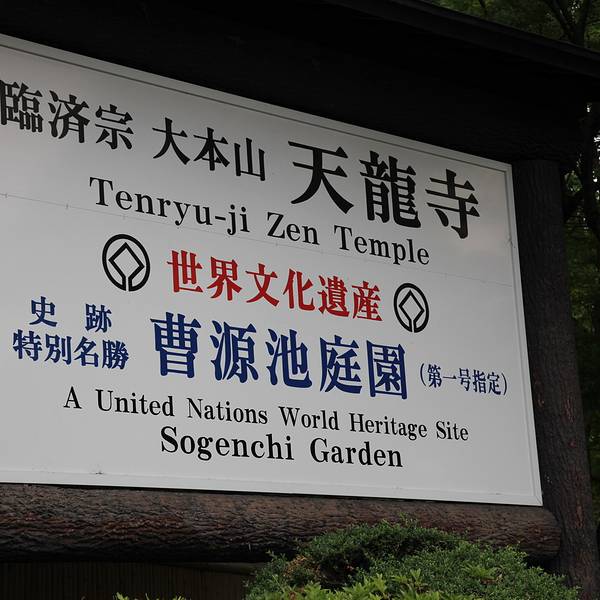 臨済宗 大本山 天龍寺
Tenryu-ji Zen Temple
世界文化遺産
史跡
特別名勝 曹源池庭園 (第一号指定)
A United Nations World Heritage Site
Sogenchi Garden